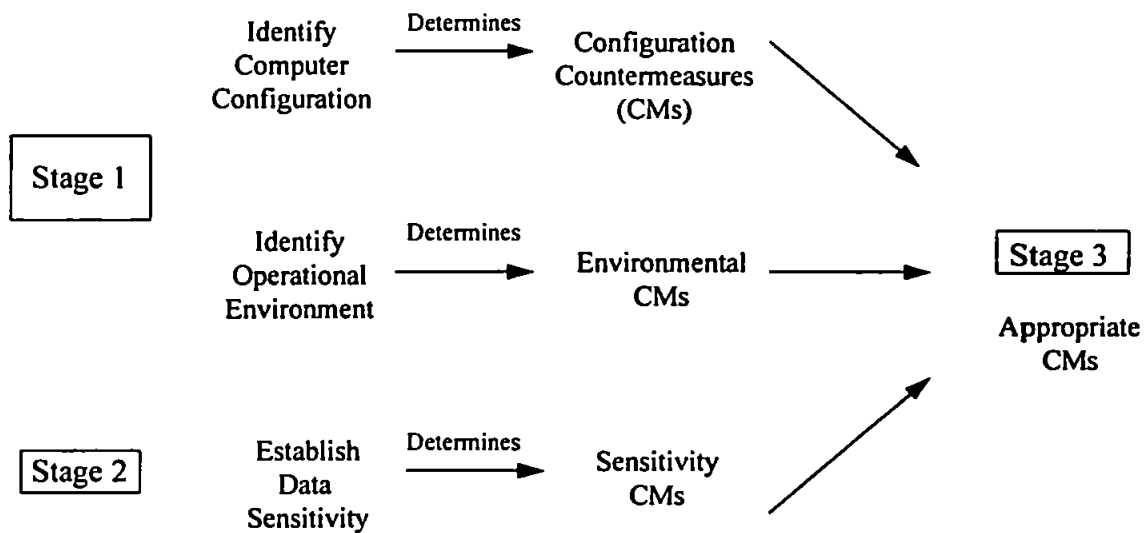 Identify
Computer
Configuration
Determines
Configuration
Countermeasures
(CMs)
Stage 1
Identify
Operational
Environment
Determines
Environmental
CMs
Stage 3
Appropriate
CMs
Stage 2
Establish
Data
Sensitivity
Determines
Sensitivity
CMs